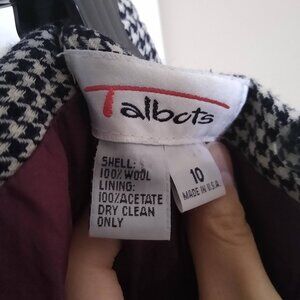 Talbots
SHELL:
100% WOOL
LINING:
100% ACETATE
DRY CLEAN
ONLY
10
MADE IN U.S.A.